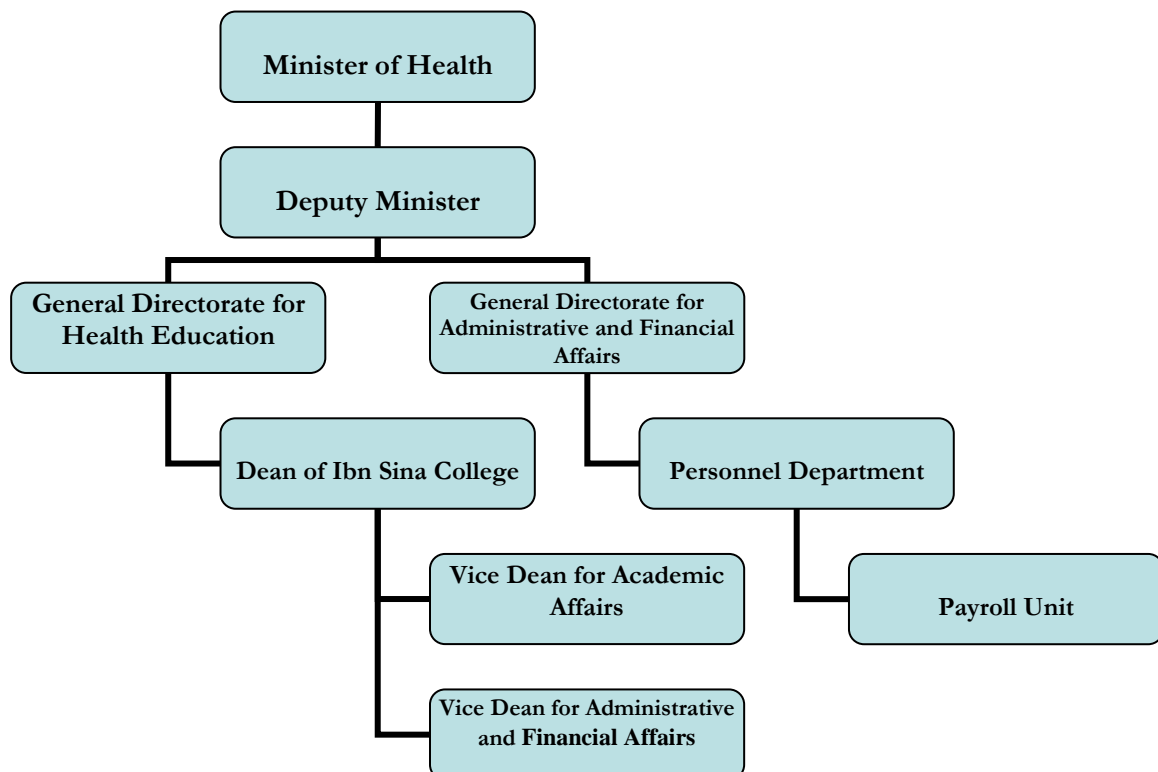 Minister of Health
Deputy Minister
General Directorate for
Health Education
General Directorate for
Administrative and Financial
Affairs
Dean of Ibn Sina College
Personnel Department
Vice Dean for Academic
Affairs
Payroll Unit
Vice Dean for Administrative
and Financial Affairs